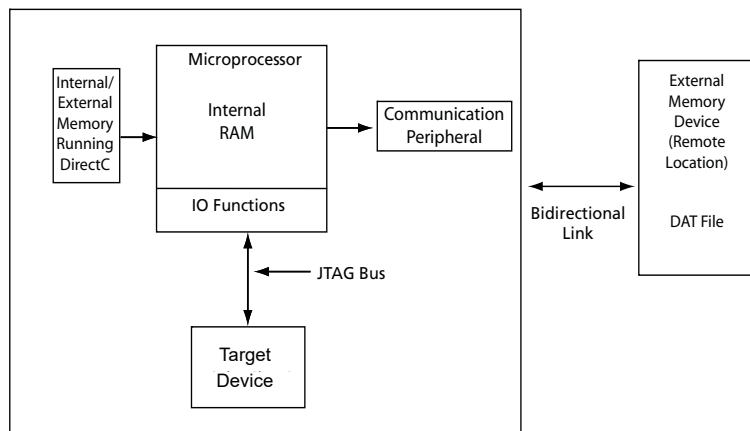 Microprocessor
Internal/
External
Memory
Running
DirectC
Internal
RAM
Communication
Peripheral
IO Functions
JTAG Bus
Target
Device
Bidirectional
Link
External
Memory
Device
(Remote
Location)
DAT File